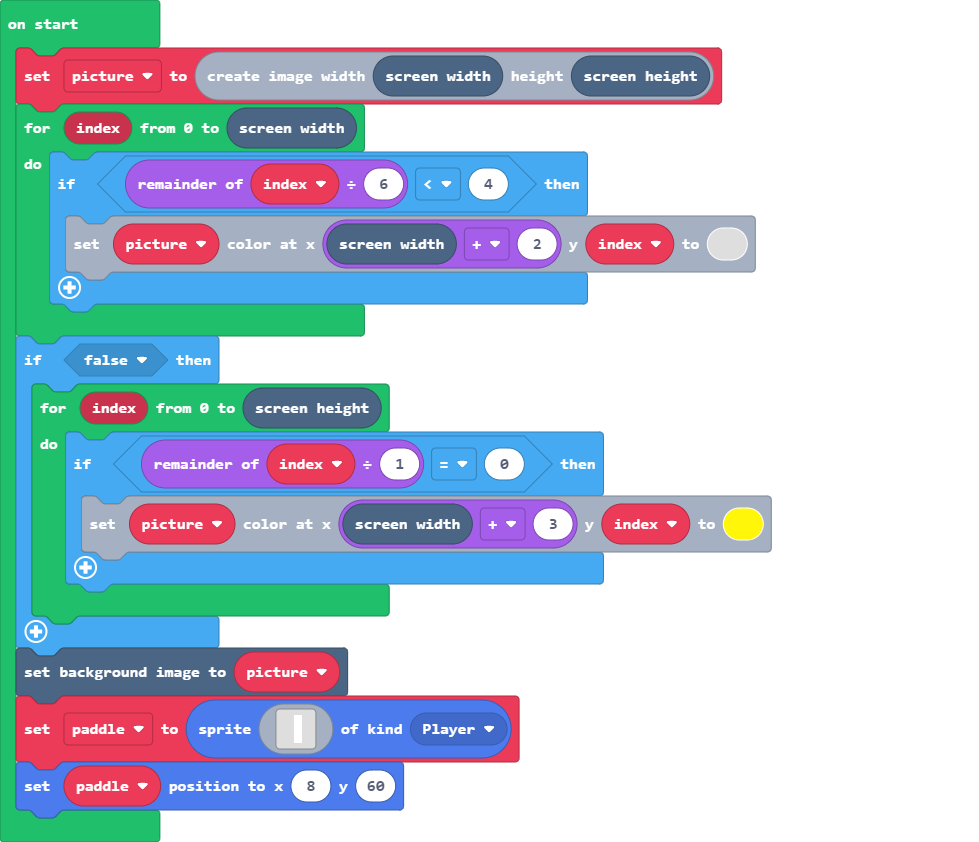 on start
set picture to create image width screen width height screen height
for index from 0 to screen width
do
if remainder of index ÷ 6 < 4 then
set picture color at x screen width + 2 y index to
if false then
for index from 0 to screen height
do
if remainder of index ÷ 1 = 0 then
set picture color at x screen width + 3 y index to
set background image to picture
set paddle to sprite of kind Player
set paddle position to x 8 y 60